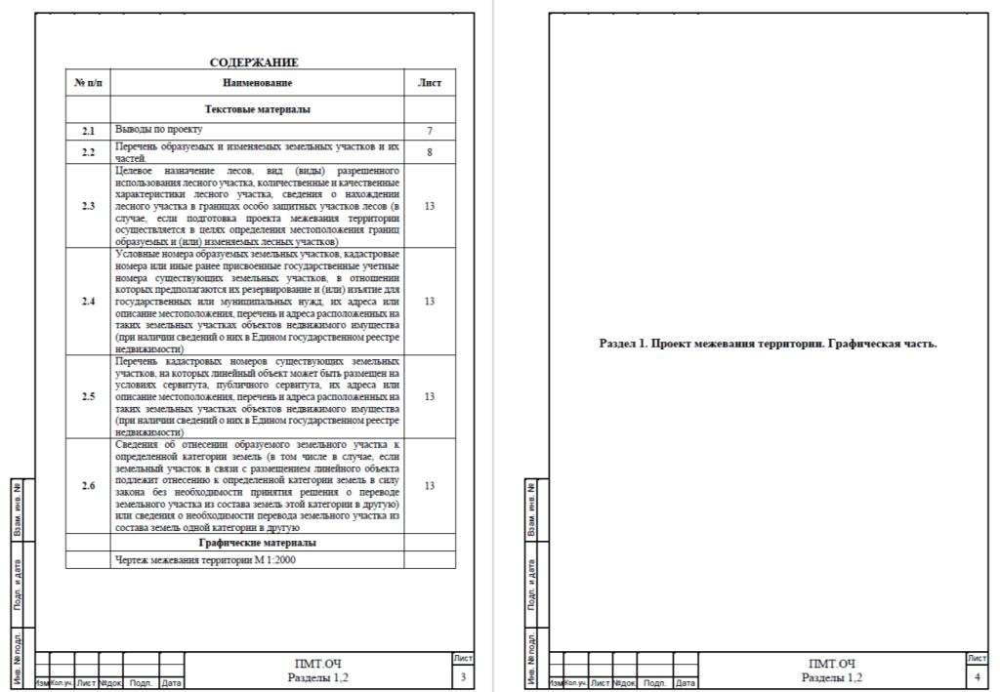 СОДЕРЖАНИЕ
№ п/п Наименование Лист
Текстовые материалы
2.1 Выводы по проекту 7
2.2 Перечень образуемых и изменяемых земельных участков и их частей. 8
2.3 Целевое назначение лесов, вид (виды) разрешенного
использования лесного участка, количественные и качественные
характеристики лесного участка, сведения о нахождении
лесного участка в границах особо защитных участков лесов (в
случае, если подготовка проекта межевания территории
осуществляется в целях определения местоположения границ
образуемых и (или) изменяемых лесных участков) 13
2.4 Условные номера образуемых земельных участков, кадастровые
номера или иные ранее присвоенные государственные учетные
номера существующих земельных участков, в отношении
которых предполагаются их резервирование и (или) изъятие для
государственных или муниципальных нужд, их адреса или
описание местоположения, перечень и адреса расположенных на
таких земельных участках объектов недвижимого имущества
(при наличии сведений о них в Едином государственном реестре
недвижимости) 13
2.5 Перечень кадастровых номеров существующих земельных
участков, на которых линейный объект может быть размещен на
условиях сервитута, публичного сервитута, их адреса или
описание местоположения, перечень и адреса расположенных на
таких земельных участках объектов недвижимого имущества
(при наличии сведений о них в Едином государственном реестре
недвижимости) 13
2.6 Сведения об отнесении образуемого земельного участка к
определенной категории земель (в том числе в случае, если
земельный участок в связи с размещением линейного объекта
подлежит отнесению к определенной категории земель в силу
закона без необходимости принятия решения о переводе
земельного участка из состава земель этой категории в другую)
или сведения о необходимости перевода земельного участка из
состава земель одной категории в другую 13
Графические материалы
Чертеж межевания территории М 1:2000
Взам. инв. №
Подп. и дата
Инв. № подл.
Изм Кол.уч. Лист №док. Подп. Дата
ПМТ.ОЧ
Разделы 1,2
Лист
3
Раздел 1. Проект межевания территории. Графическая часть.
Взам. инв. №
Подп. и дата
Инв. № подл.
Изм Кол.уч. Лист №док. Подп. Дата
ПМТ.ОЧ
Разделы 1,2
Лист
4